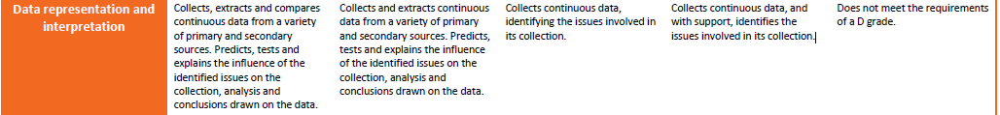 Data representation and
interpretation
Collects, extracts and compares
continuous data from a variety
of primary and secondary
sources. Predicts, tests and
explains the influence of the
identified issues on the
collection, analysis and
conclusions drawn on the data.
Collects and extracts continuous
data from a variety of primary
and secondary sources. Predicts,
tests and explains the influence
of the identified issues on the
collection, analysis and
conclusions drawn on the data.
Collects continuous data,
identifying the issues involved in
its collection.
Collects continuous data, and
with support, identifies the
issues involved in its collection.
Does not meet the requirements
of a D grade.